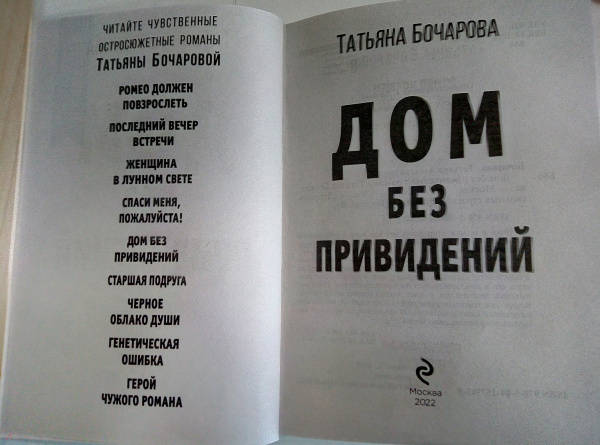 ЧИТАЙТЕ ЧУВСТВЕННЫЕ
ОСТРОСЮЖЕТНЫЕ РОМАНЫ
ТАТЬЯНЫ БОЧАРОВОЙ
РОМЕО ДОЛЖЕН
ПОВЗРОСЛЕТЬ
ПОСЛЕДНИЙ ВЕЧЕР
ВСТРЕЧИ
ЖЕНЩИНА
В ЛУННОМ СВЕТЕ
СПАСИ МЕНЯ,
ПОЖАЛУЙСТА!
ДОМ БЕЗ
ПРИВИДЕНИЙ
СТАРШАЯ ПОДРУГА
ЧЕРНОЕ
ОБЛАКО ДУШИ
ГЕНЕТИЧЕСКАЯ
ОШИБКА
ГЕРОЙ
ЧУЖОГО РОМАНА
ТАТЬЯНА БОЧАРОВА
ДОМ
БЕЗ
ПРИВИДЕНИЙ
Москва
2022